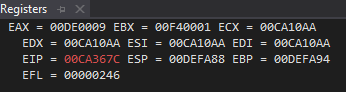 Registers
EAX = 00DE0009 EBX = 00F40001 ECX = 00CA10AA
EDX = 00CA10AA ESI = 00CA10AA EDI = 00CA10AA
EIP = 00CA367C ESP = 00DEFA88 EBP = 00DEFA94
EFL = 00000246